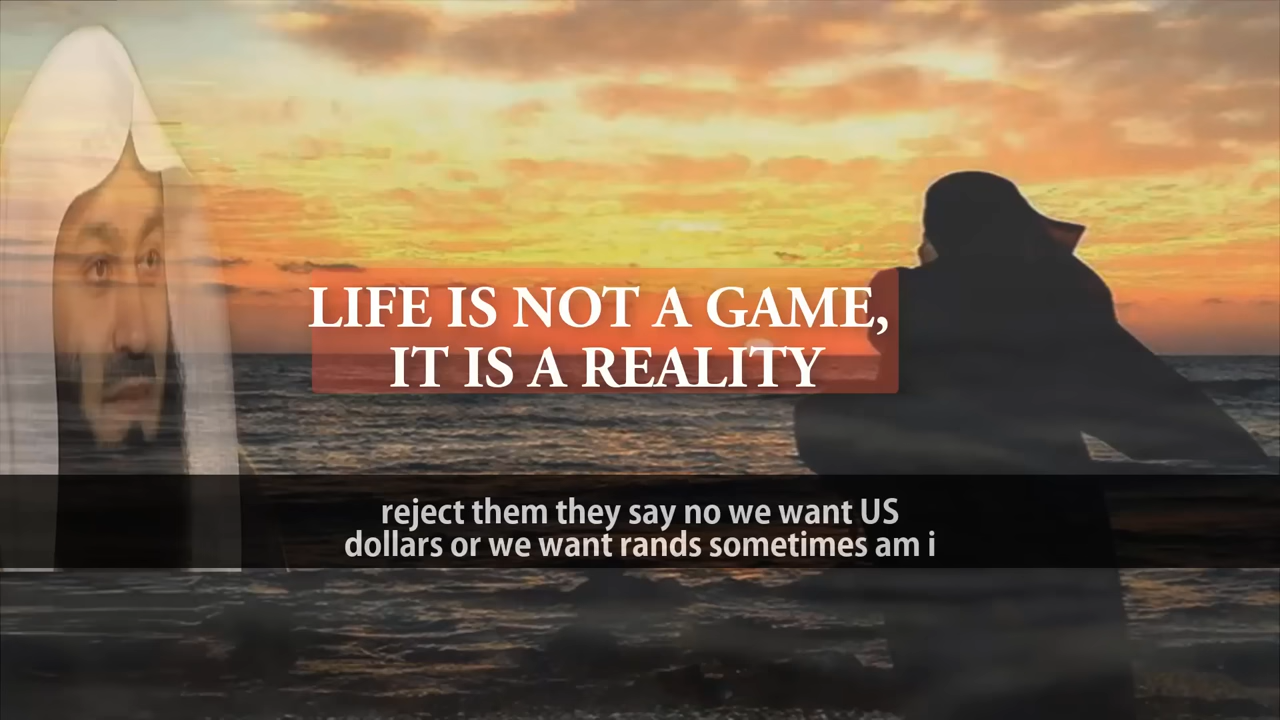 LIFE IS NOT A GAME,
IT IS A REALITY
reject them they say no we want US
dollars or we want rands sometimes am i